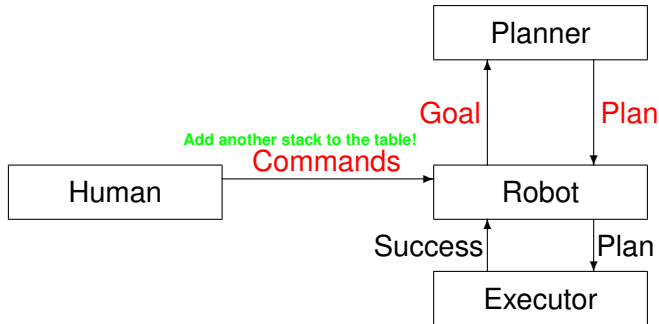 Planner
Goal
Plan
Add another stack to the table!
Commands
Human
Robot
Success
Plan
Executor